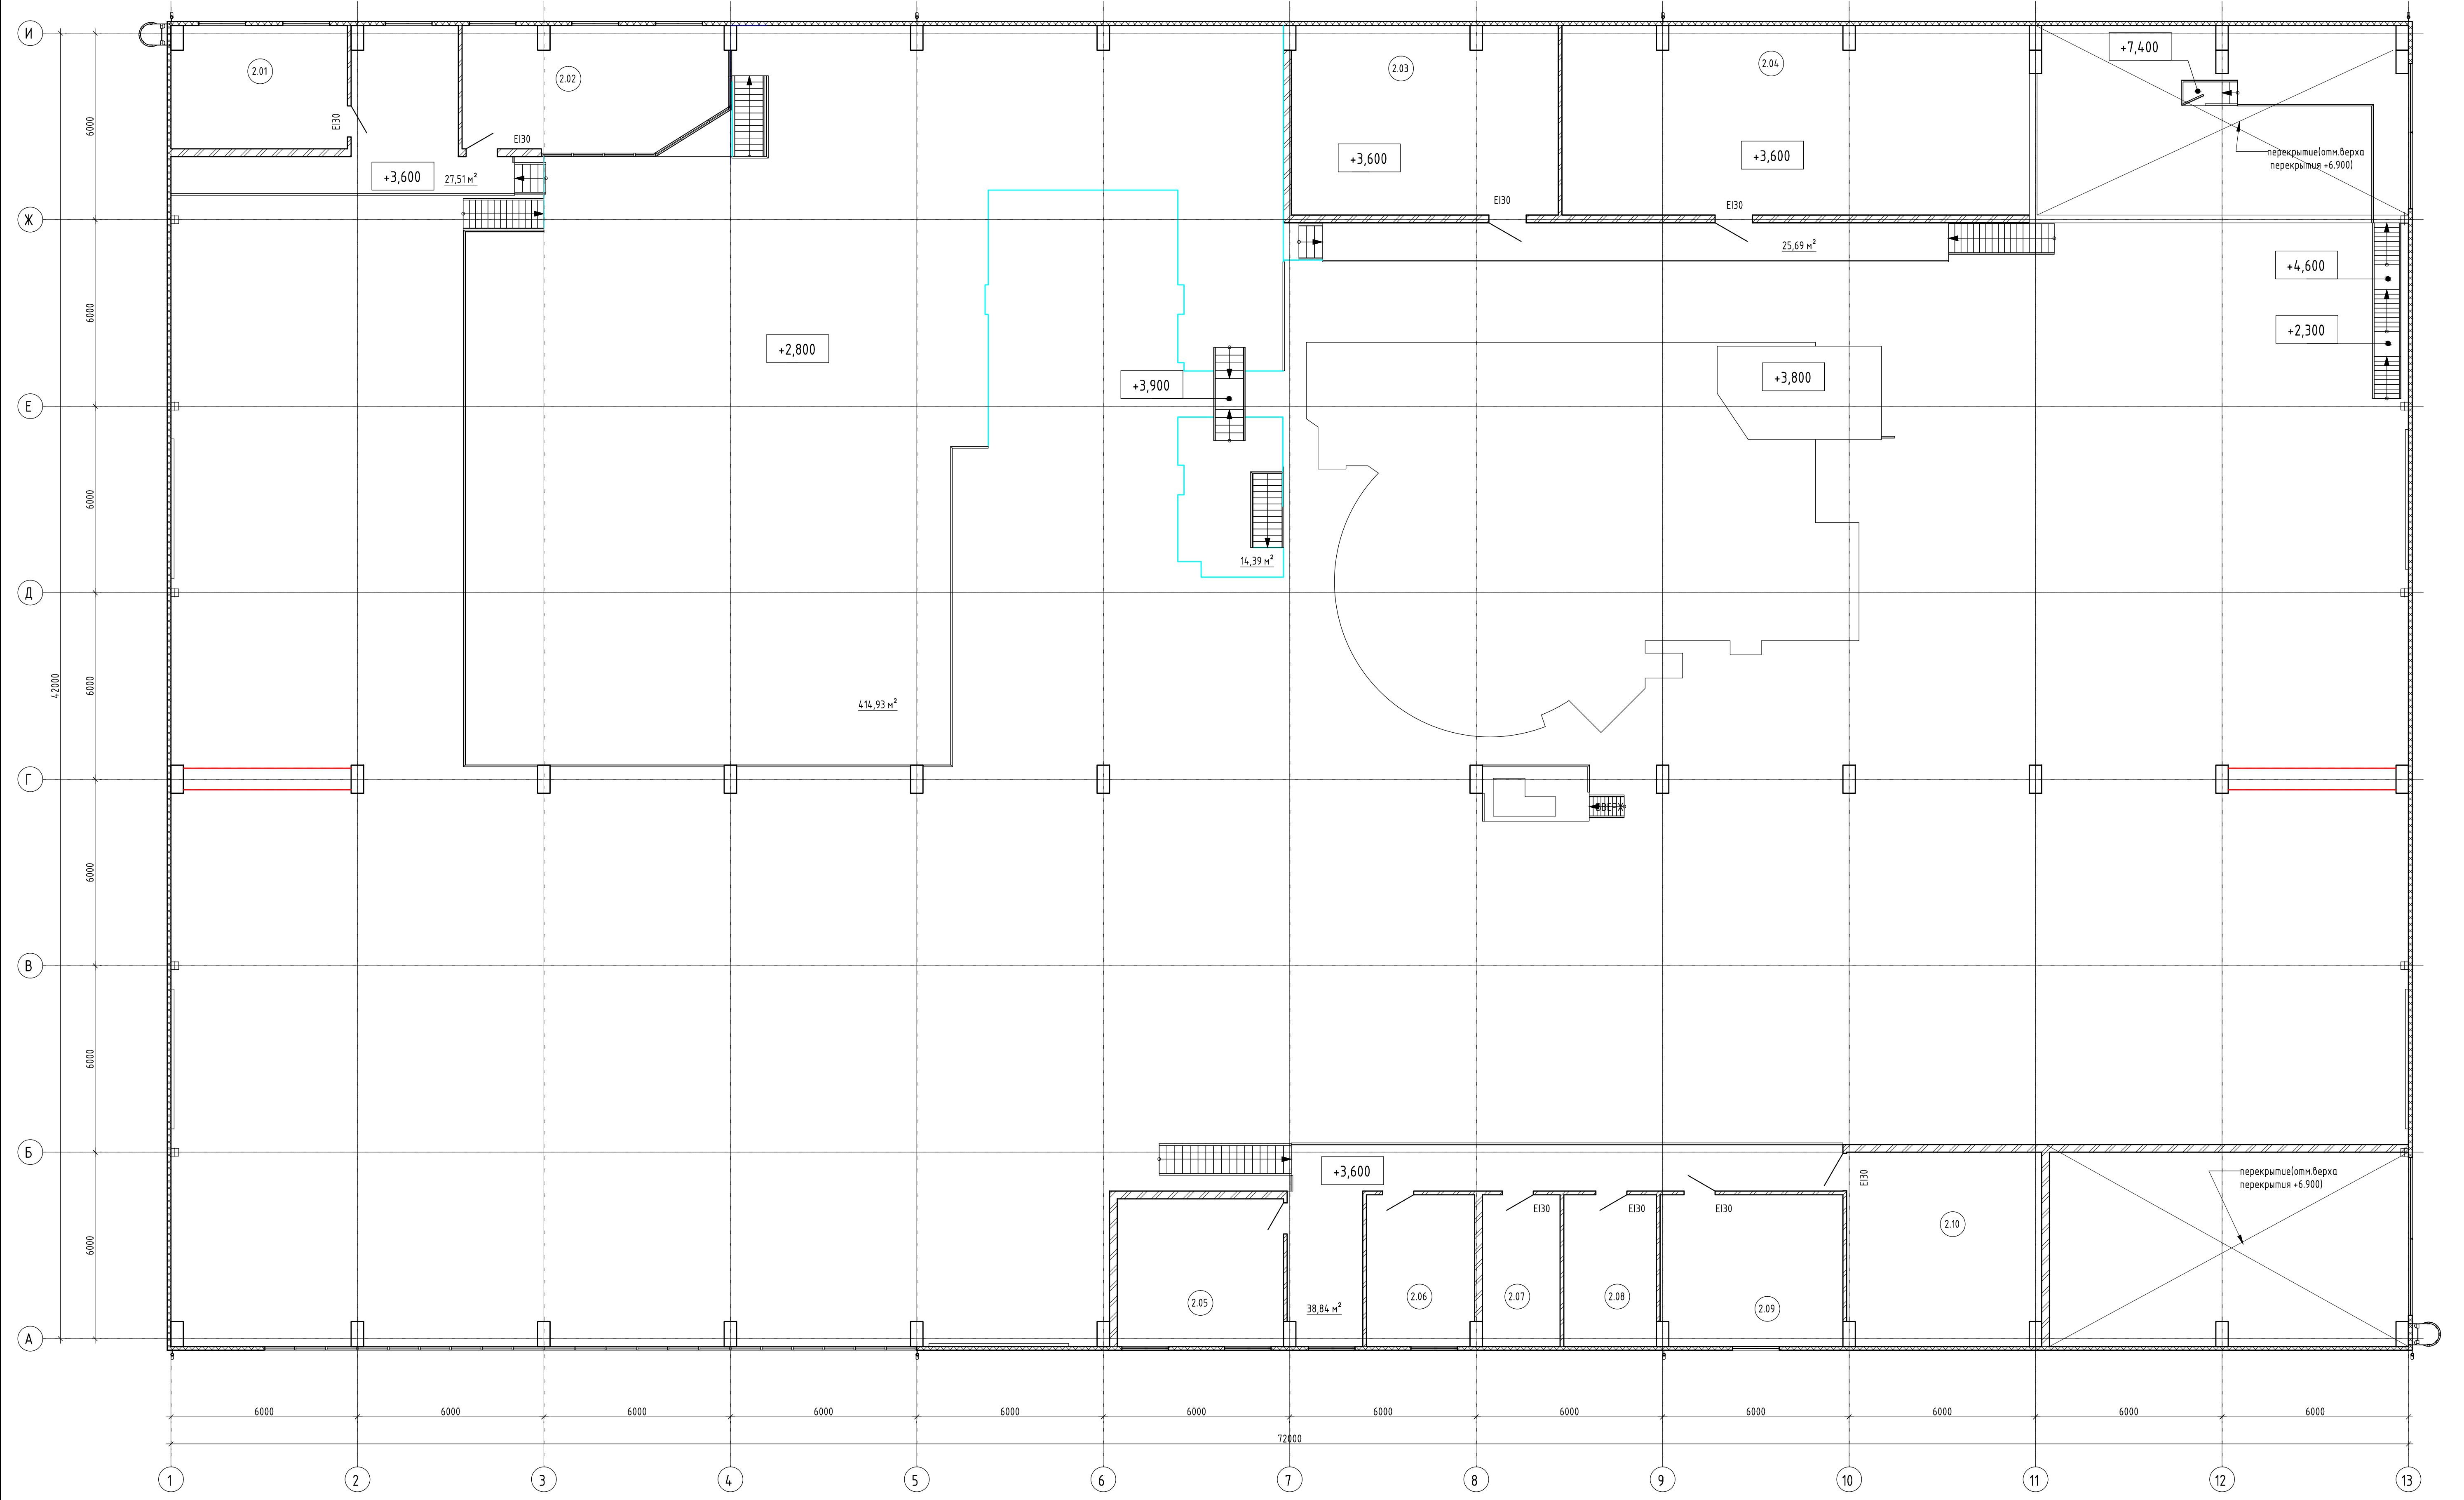 И
+7,400
2.01
2.02
2.03
2.04
6000
EI30
EI30
+3,600
+3,600
перекрытие(отм.верха
перекрытия +6.900)
+3,600
27,51 м²
EI30
EI30
Ж
25,69 м²
+4,600
6000
+2,300
+2,800
+3,900
+3,800
Е
6000
14,39 м²
Д
42000
6000
414,93 м²
Г
ВВЕРХ
6000
В
6000
Б
+3,600
перекрытие(отм.верха
перекрытия +6.900)
EI30
EI30
EI30
EI30
6000
2.10
2.05
38,84 м²
2.06
2.07
2.08
2.09
А
6000
6000
6000
6000
6000
6000
6000
6000
6000
6000
6000
6000
72000
1
2
3
4
5
6
7
8
9
10
11
12
13